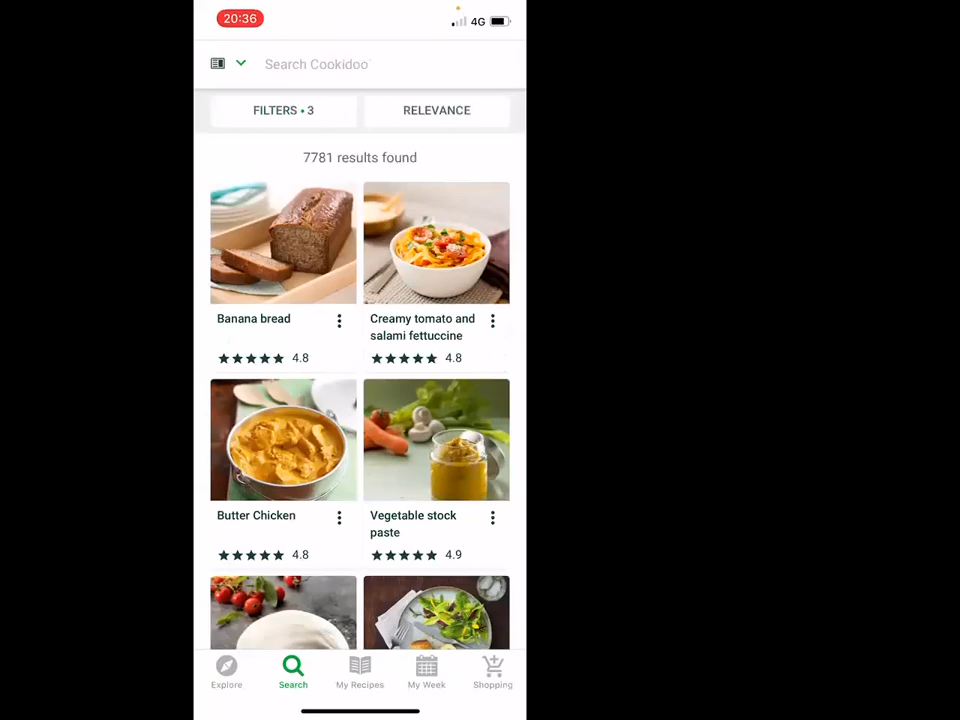 20:36
4G
Search Cookidoo
FILTERS • 3
RELEVANCE
7781 results found
Banana bread
4.8
Creamy tomato and
salami fettuccine
4.8
Butter Chicken
4.8
Vegetable stock
paste
4.9
Explore
Search
My Recipes
My Week
Shopping